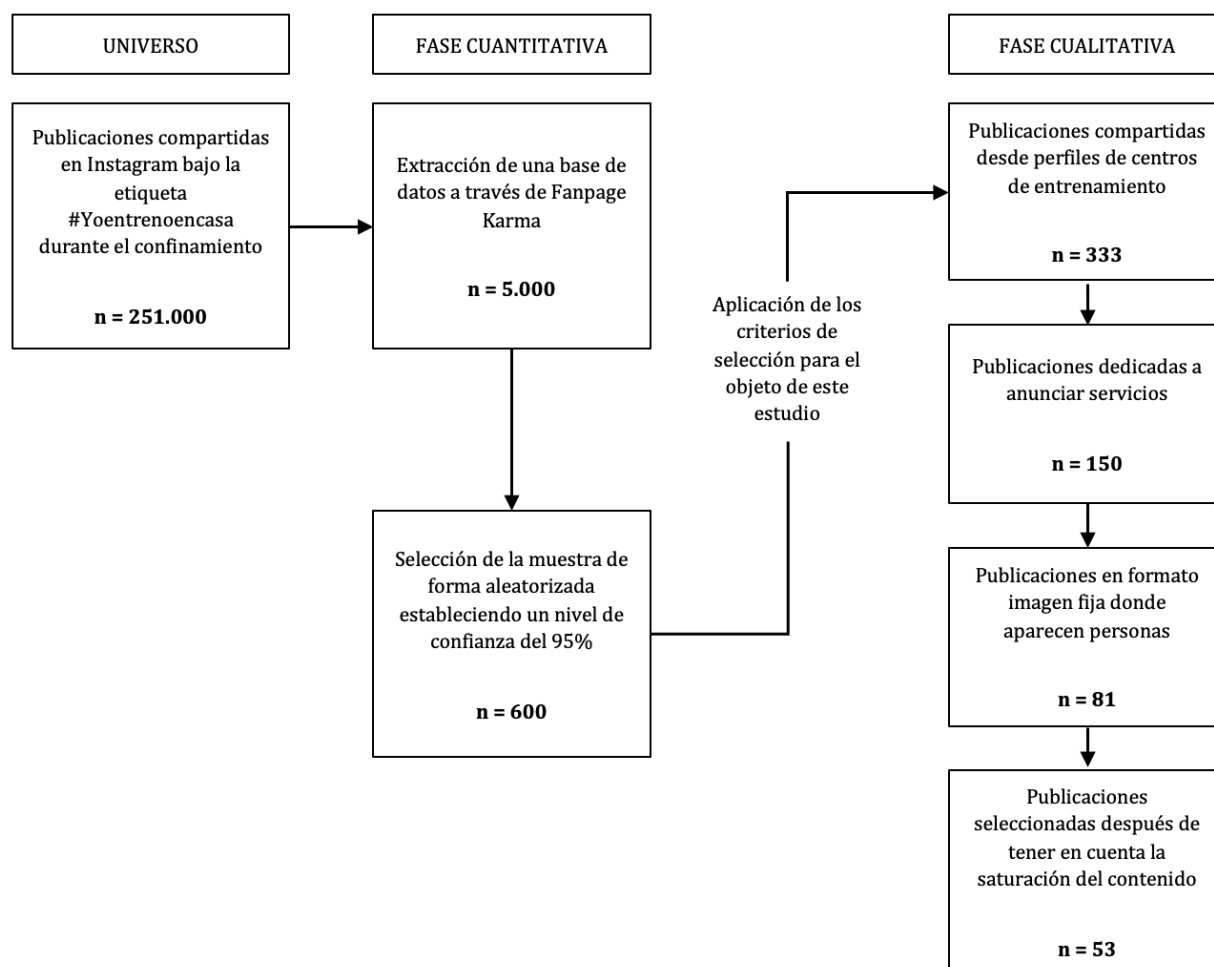 UNIVERSO
FASE CUANTITATIVA
FASE CUALITATIVA
Publicaciones compartidas
en Instagram bajo la
etiqueta
#Yoentrenoencasa
durante el confinamiento
n = 251.000
Extracción de una base de
datos a través de Fanpage
Karma
n = 5.000
Selección de la muestra de
forma aleatorizada
estableciendo un nivel de
confianza del 95%
n = 600
Aplicación de los
criterios de
selección para el
objeto de este
estudio
Publicaciones compartidas
desde perfiles de centros
de entrenamiento
n = 333
Publicaciones dedicadas a
anunciar servicios
n = 150
Publicaciones en formato
imagen fija donde
aparecen personas
n = 81
Publicaciones
seleccionadas después de
tener en cuenta la
saturación del contenido
n = 53